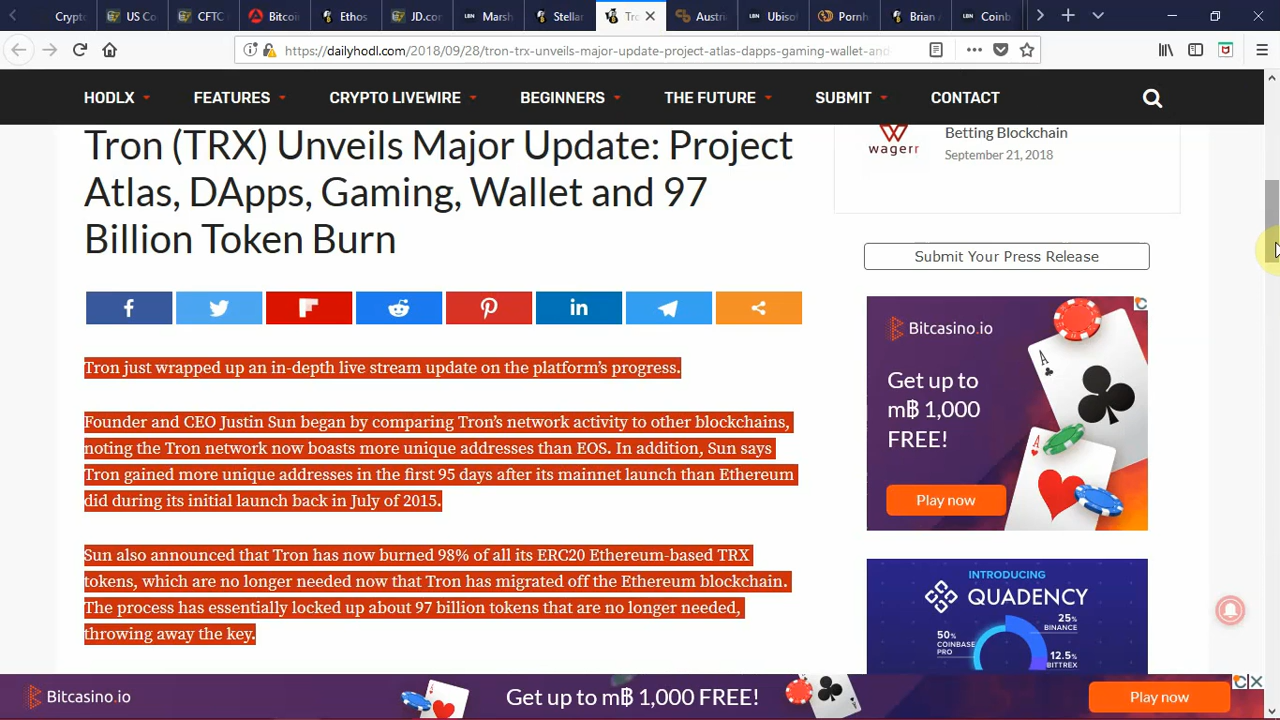 Crypto
US Co
CFTC
Bitcoi
Ethos
JD.com
LBN Marsh
Stellar
Tro
Austri
LBN Ubisof
Pornh
Brian A
LBN Coinb
https://dailyhodl.com/2018/09/28/tron-trx-unveils-major-update-project-atlas-dapps-gaming-wallet-and-
HODLX
FEATURES
CRYPTO LIVEWIRE
BEGINNERS
THE FUTURE
SUBMIT
CONTACT
Tron (TRX) Unveils Major Update: Project
Atlas, DApps, Gaming, Wallet and 97
Billion Token Burn
Tron just wrapped up an in-depth live stream update on the platform's progress.
Founder and CEO Justin Sun began by comparing Tron's network activity to other blockchains,
noting the Tron network now boasts more unique addresses than EOS. In addition, Sun says
Tron gained more unique addresses in the first 95 days after its mainnet launch than Ethereum
did during its initial launch back in July of 2015.
Sun also announced that Tron has now burned 98% of all its ERC20 Ethereum-based TRX
tokens, which are no longer needed now that Tron has migrated off the Ethereum blockchain.
The process has essentially locked up about 97 billion tokens that are no longer needed,
throwing away the key.
wagerr
Betting Blockchain
September 21, 2018
Submit Your Press Release
Bitcasino.io
Get up to
m₿ 1,000
FREE!
Play now
INTRODUCING
QUADENCY
25%
BINANCE
50%
COINBASE
PRO
12.5%
BITTREX
Bitcasino.io
Get up to m₿ 1,000 FREE!
Play now